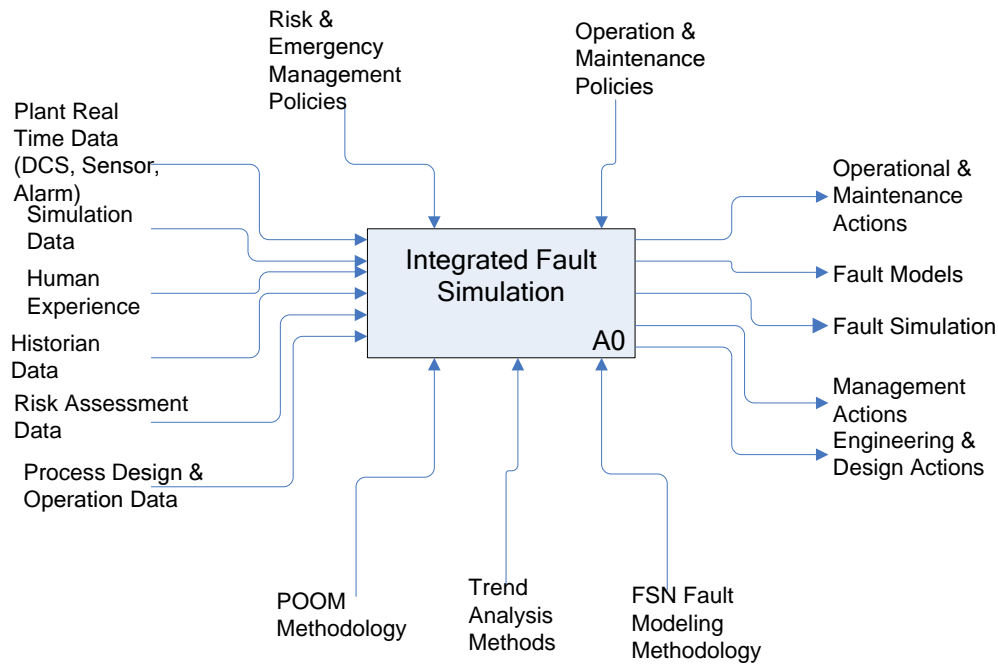 Risk &
Emergency
Management
Policies
Operation &
Maintenance
Policies
Plant Real
Time Data
(DCS, Sensor,
Alarm)
Simulation
Data
Human
Experience
Historian
Data
Risk Assessment
Data
Process Design &
Operation Data
Integrated Fault
Simulation
A0
Operational &
Maintenance
Actions
Fault Models
Fault Simulation
Management
Actions
Engineering &
Design Actions
POOM
Methodology
Trend
Analysis
Methods
FSN Fault
Modeling
Methodology